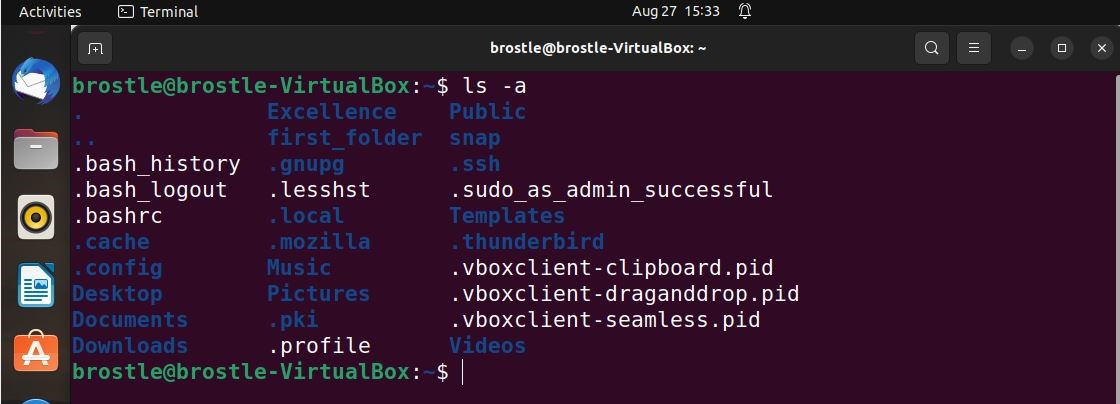 Activities Terminal Aug 27 15:33
brostle@brostle-VirtualBox: ~
brostle@brostle-VirtualBox:~$ ls -a
. Excellence Public
.. first_folder snap
.bash_history .gnupg .ssh
.bash_logout .lesshst .sudo_as_admin_successful
.bashrc .local Templates
.cache .mozilla .thunderbird
.config Music .vboxclient-clipboard.pid
Desktop Pictures .vboxclient-draganddrop.pid
Documents .pki .vboxclient-seamless.pid
Downloads .profile Videos
brostle@brostle-VirtualBox:~$